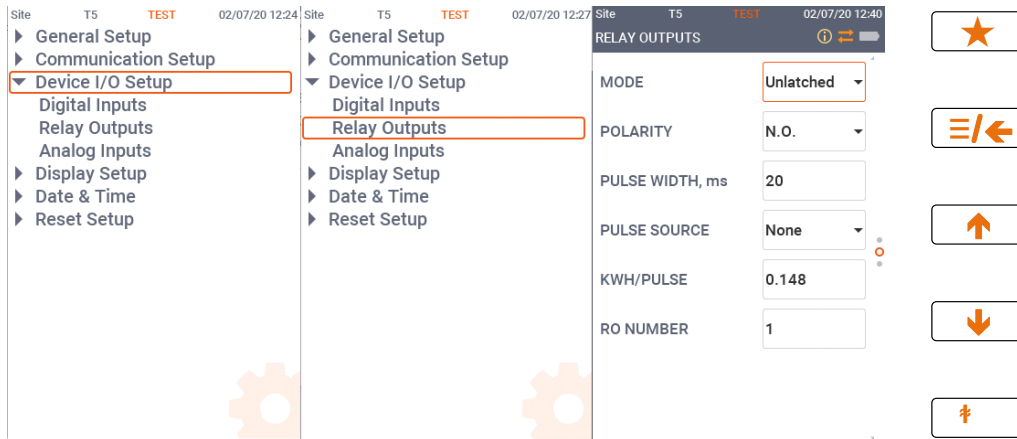 Site T5 TEST 02/07/20 12:24
General Setup
Communication Setup
Device I/O Setup
Digital Inputs
Relay Outputs
Analog Inputs
Display Setup
Date & Time
Reset Setup
Site T5 TEST 02/07/20 12:27
General Setup
Communication Setup
Device I/O Setup
Digital Inputs
Relay Outputs
Analog Inputs
Display Setup
Date & Time
Reset Setup
Site T5 TEST 02/07/20 12:40
RELAY OUTPUTS
MODE Unlatched
POLARITY N.O.
PULSE WIDTH, ms 20
PULSE SOURCE None
KWH/PULSE 0.148
RO NUMBER 1